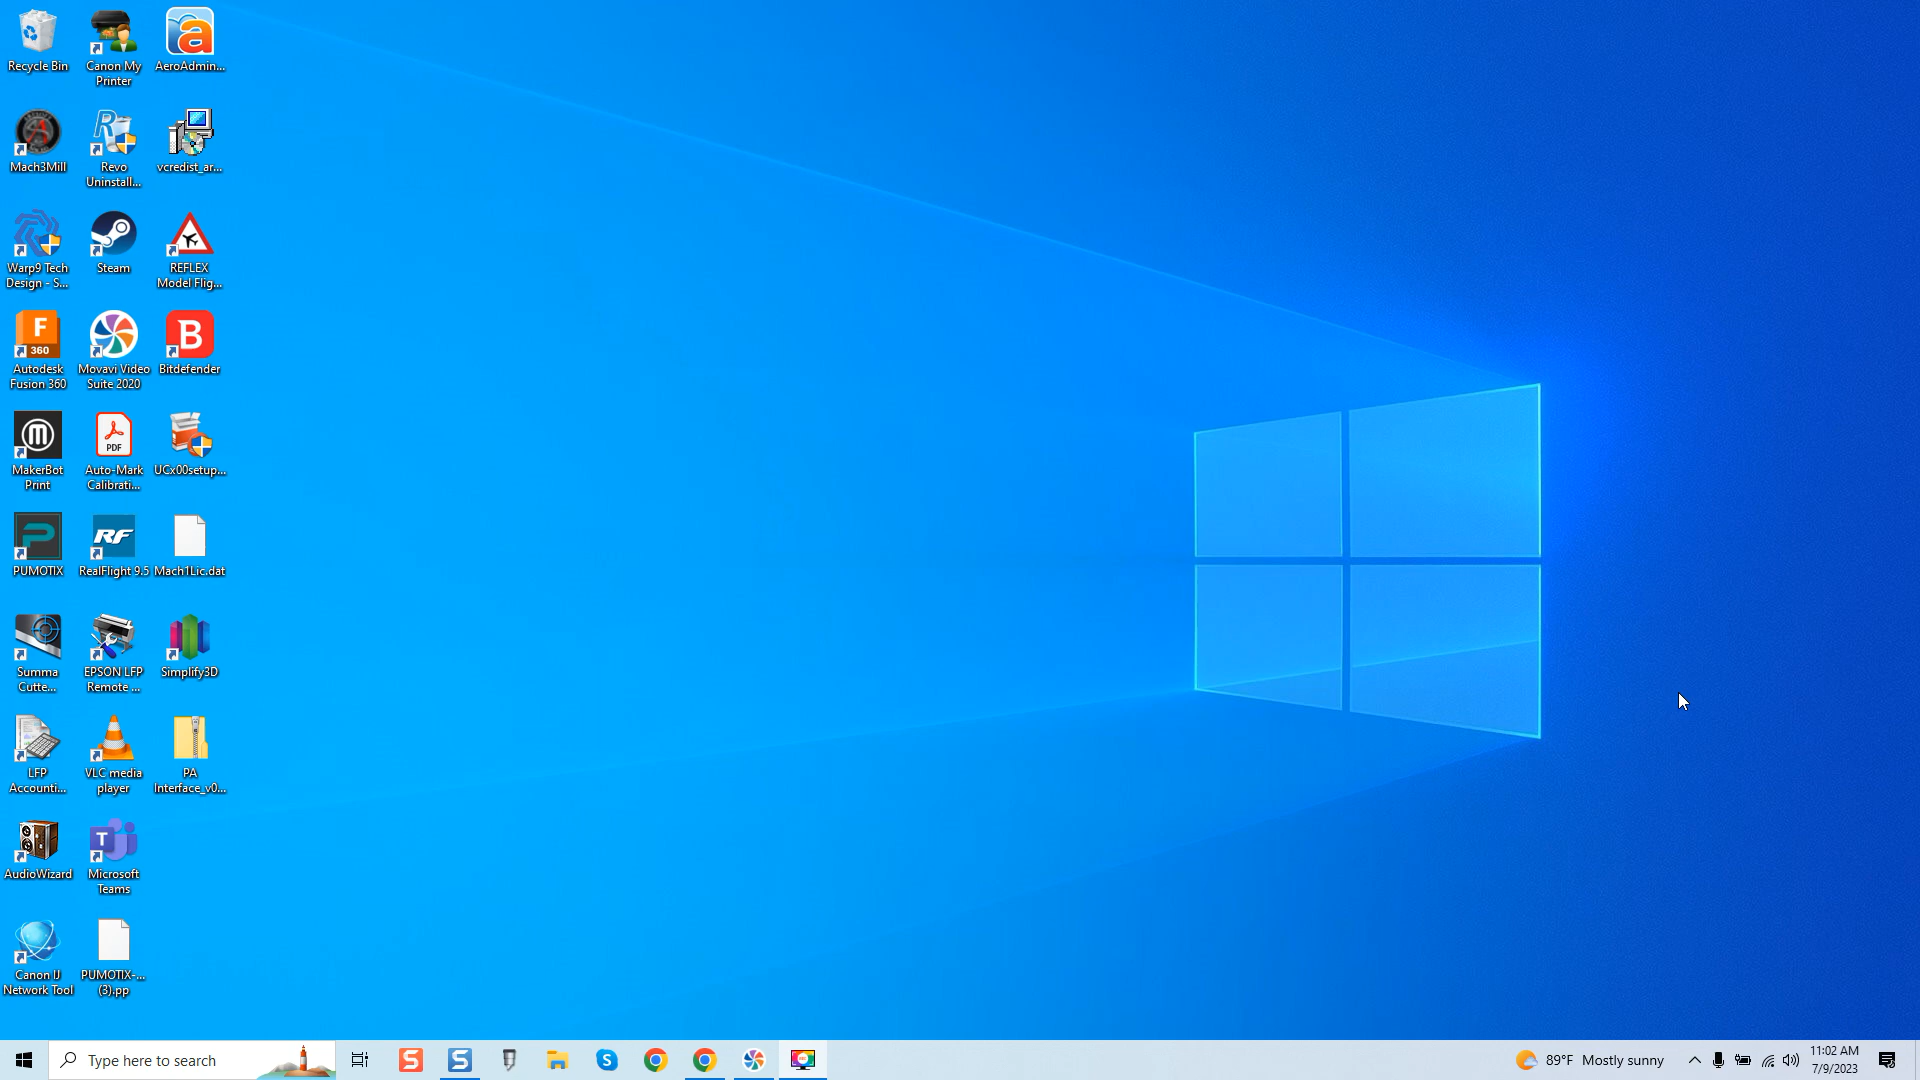 Recycle Bin
Canon My
Printer
AeroAdmin...
Mach3Mill
Revo
Uninstall...
vcredist_ar...
Warp9 Tech
Design - S...
Steam
REFLEX
Model Flig...
F
360
Autodesk
Fusion 360
Movavi Video
Suite 2020
B
Bitdefender
MakerBot
Print
PDF
Auto-Mark
Calibrati...
UCx00setup...
PUMOTIX
RF
RealFlight 9.5
Mach1Lic.dat
Summa
Cutte...
EPSON LFP
Remote ...
Simplify3D
LFP
Accounti...
VLC media
player
PA
Interface_v0...
AudioWizard
T
Microsoft
Teams
Canon IJ
Network Tool
PUMOTIX-...
(3).pp
Type here to search
89°F Mostly sunny
11:02 AM
7/9/2023